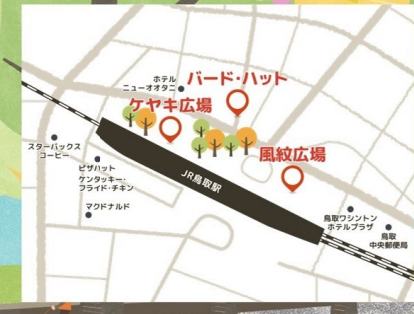 ホテル
ニューオオタニ
バード・ハット
ケヤキ広場
風紋広場
スターバックス
コーヒー
ピザハット
ケンタッキー・
フライド・チキン
マクドナルド
JR鳥取駅
鳥取ワシントン
ホテルプラザ
鳥取
中央郵便局